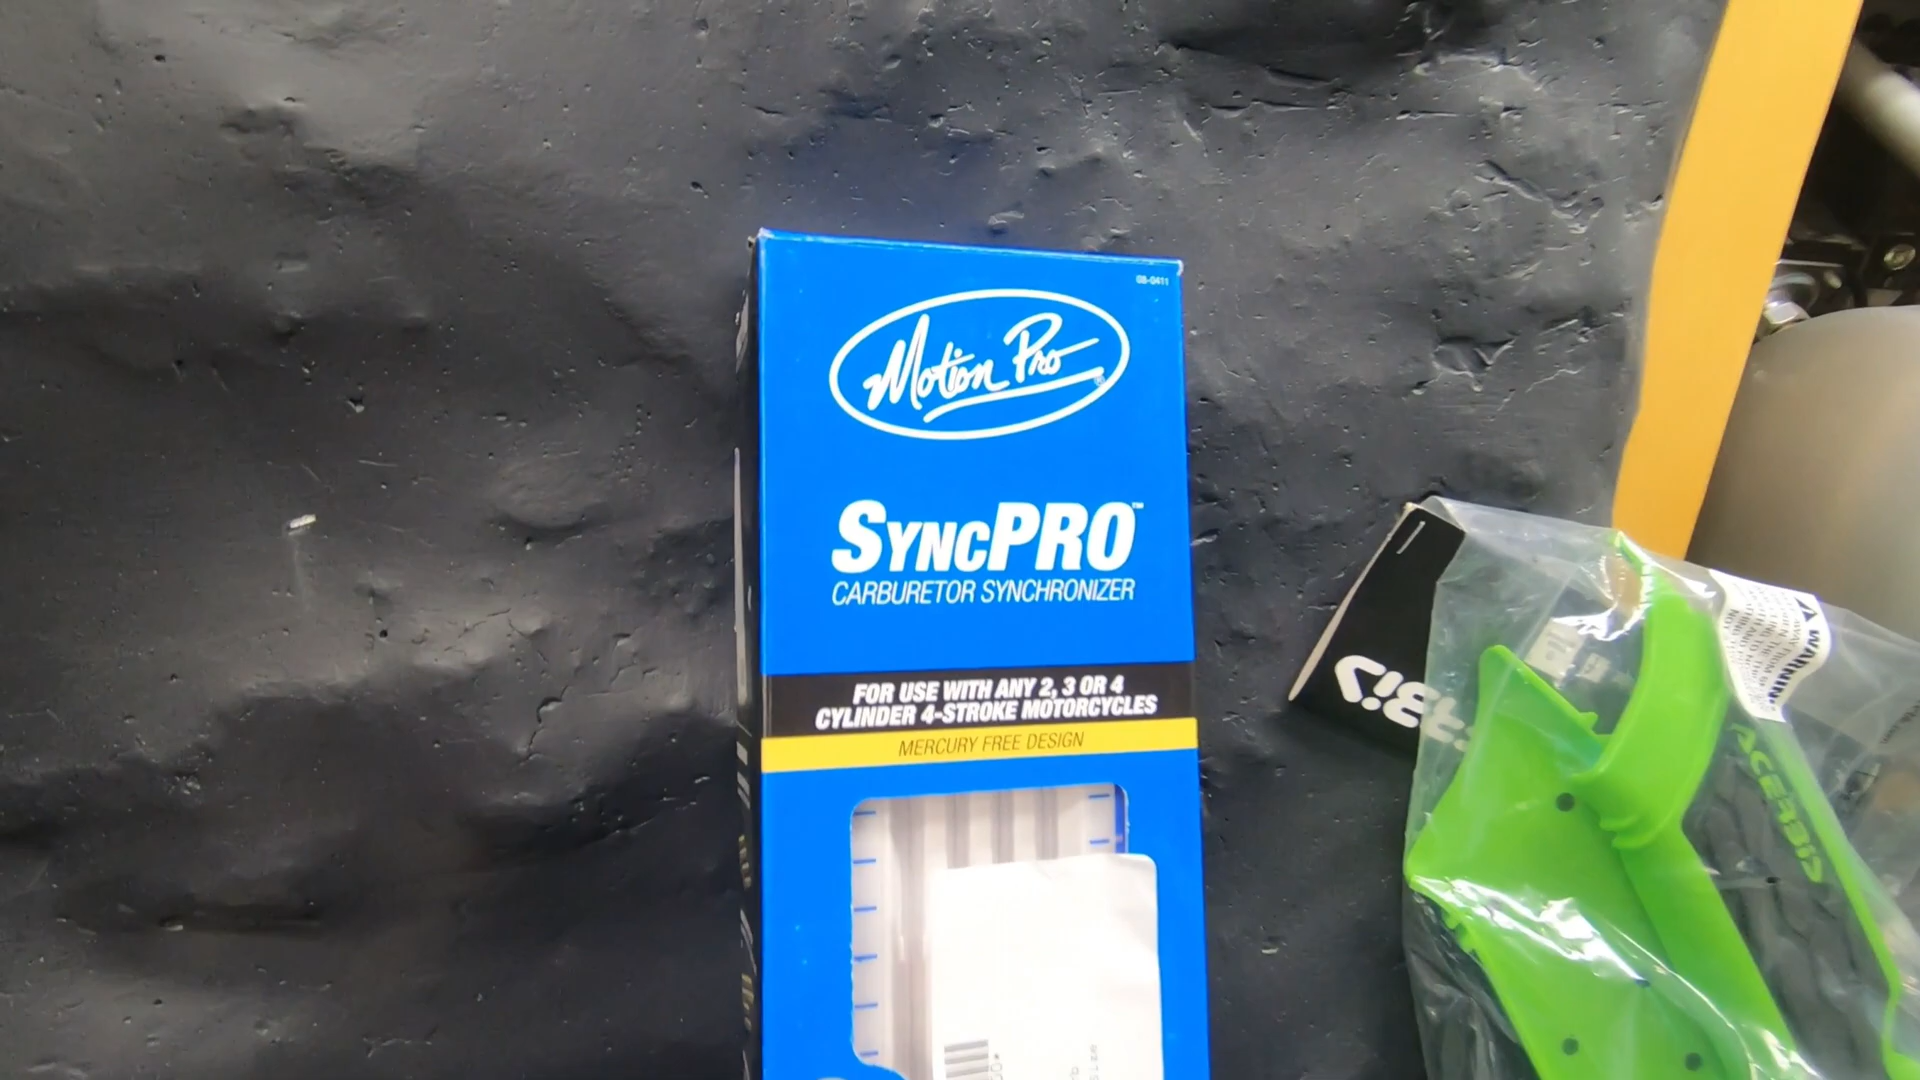 08-0411
Motion Pro®
SYNCPRO™
CARBURETOR SYNCHRONIZER
FOR USE WITH ANY 2, 3 OR 4
CYLINDER 4-STROKE MOTORCYCLES
MERCURY FREE DESIGN
WARNING
ACERBIS